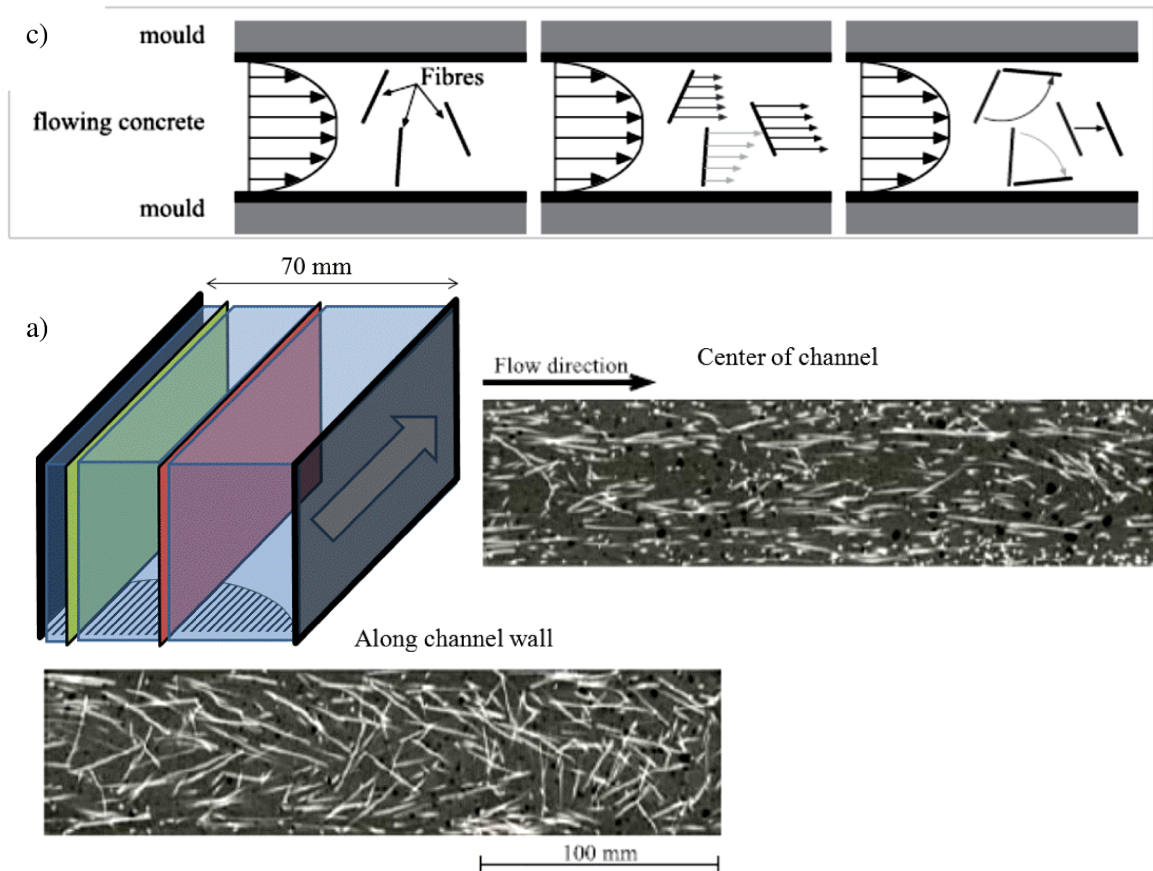 c)
mould
Fibres
flowing concrete
mould
70 mm
a)
Center of channel
Flow direction
Along channel wall
100 mm